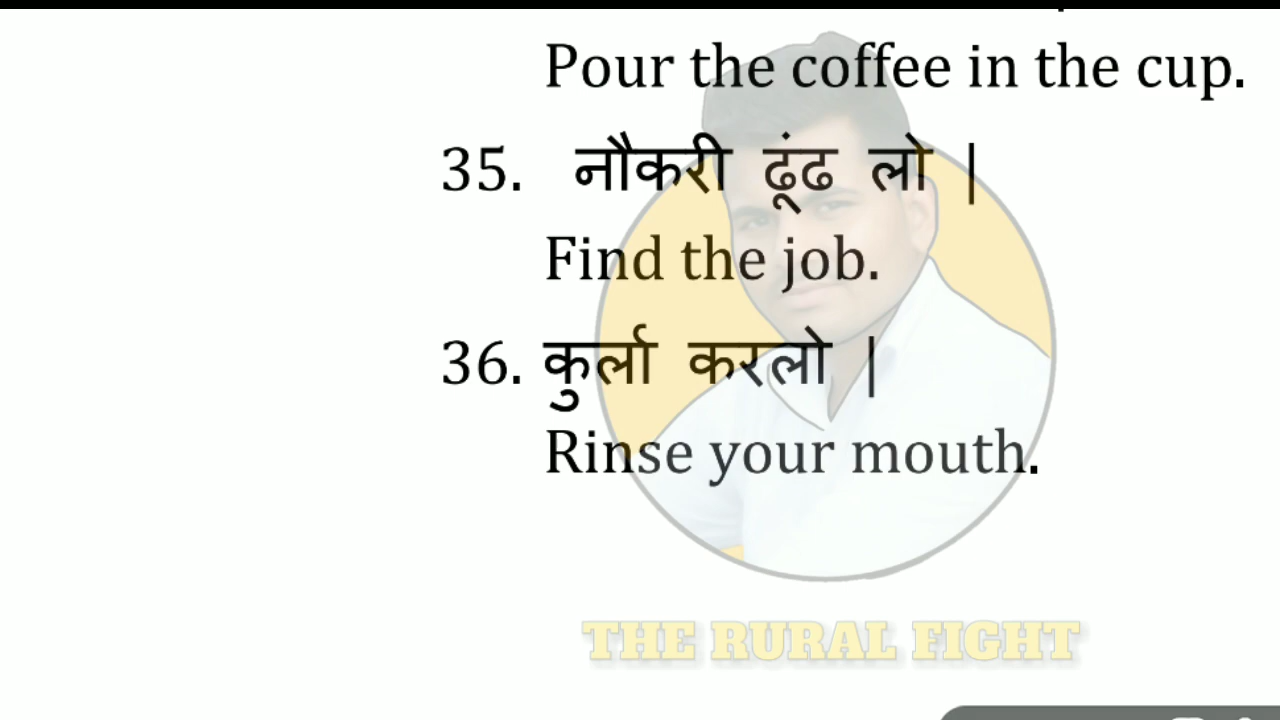 Pour the coffee in the cup.
35. नौकरी ढूंढ लो |
Find the job.
36. कुर्ला करलो |
Rinse your mouth.
THE RURAL FIGHT